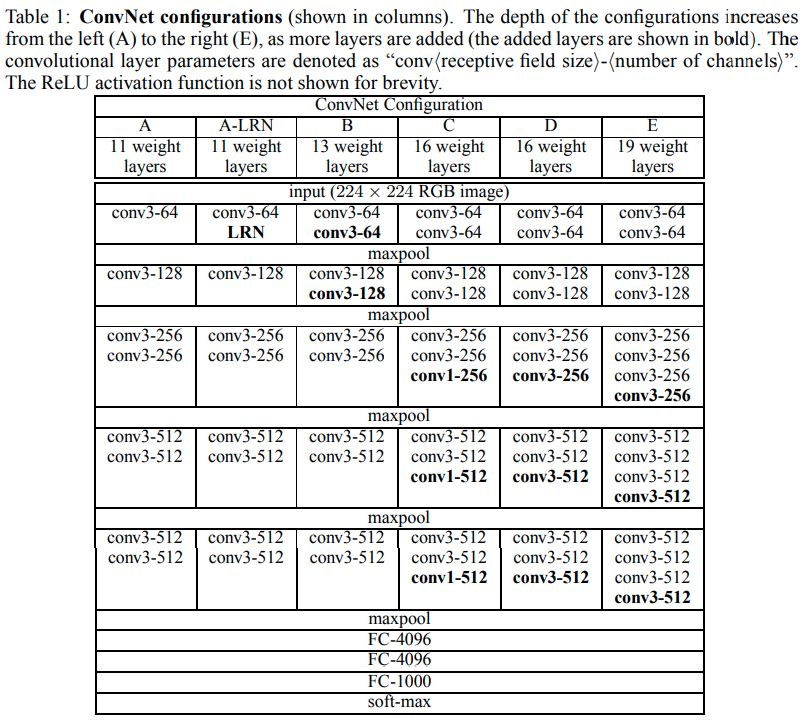 Table 1: ConvNet configurations (shown in columns). The depth of the configurations increases
from the left (A) to the right (E), as more layers are added (the added layers are shown in bold). The
convolutional layer parameters are denoted as “conv⟨receptive field size⟩-⟨number of channels⟩”.
The ReLU activation function is not shown for brevity.
ConvNet Configuration
A A-LRN B C D E
11 weight 11 weight 13 weight 16 weight 16 weight 19 weight
layers layers layers layers layers layers
input (224 × 224 RGB image)
conv3-64 conv3-64 conv3-64 conv3-64 conv3-64 conv3-64
LRN conv3-64 conv3-64 conv3-64 conv3-64
maxpool
conv3-128 conv3-128 conv3-128 conv3-128 conv3-128 conv3-128
conv3-128 conv3-128 conv3-128 conv3-128
maxpool
conv3-256 conv3-256 conv3-256 conv3-256 conv3-256 conv3-256
conv3-256 conv3-256 conv3-256 conv3-256 conv3-256 conv3-256
conv1-256 conv3-256 conv3-256
conv3-256
maxpool
conv3-512 conv3-512 conv3-512 conv3-512 conv3-512 conv3-512
conv3-512 conv3-512 conv3-512 conv3-512 conv3-512 conv3-512
conv1-512 conv3-512 conv3-512
conv3-512
maxpool
conv3-512 conv3-512 conv3-512 conv3-512 conv3-512 conv3-512
conv3-512 conv3-512 conv3-512 conv3-512 conv3-512 conv3-512
conv1-512 conv3-512 conv3-512
conv3-512
maxpool
FC-4096
FC-4096
FC-1000
soft-max